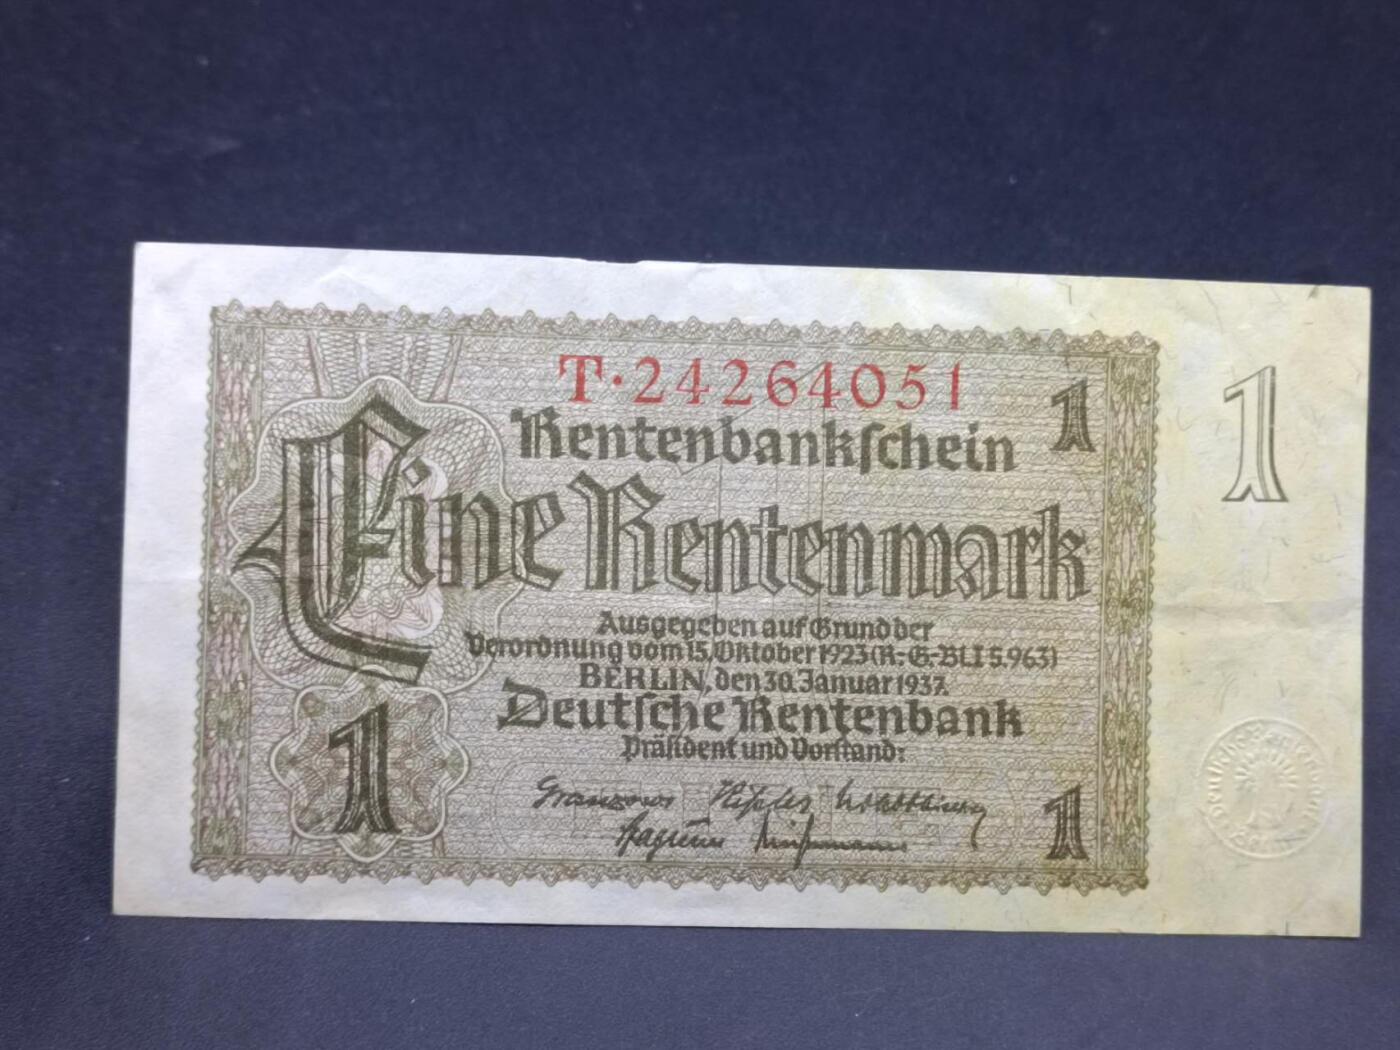 T·24264051
Rentenbankſchein
1
1
Eine Rentenmark
Ausgegeben auf Grund der
Verordnung vom 15. Oktober 1923 (R.-G.-Bl. I S. 963)
BERLIN, den 30. Januar 1937.
Deutſche Rentenbank
Präſident und Vorſtand:
1
1